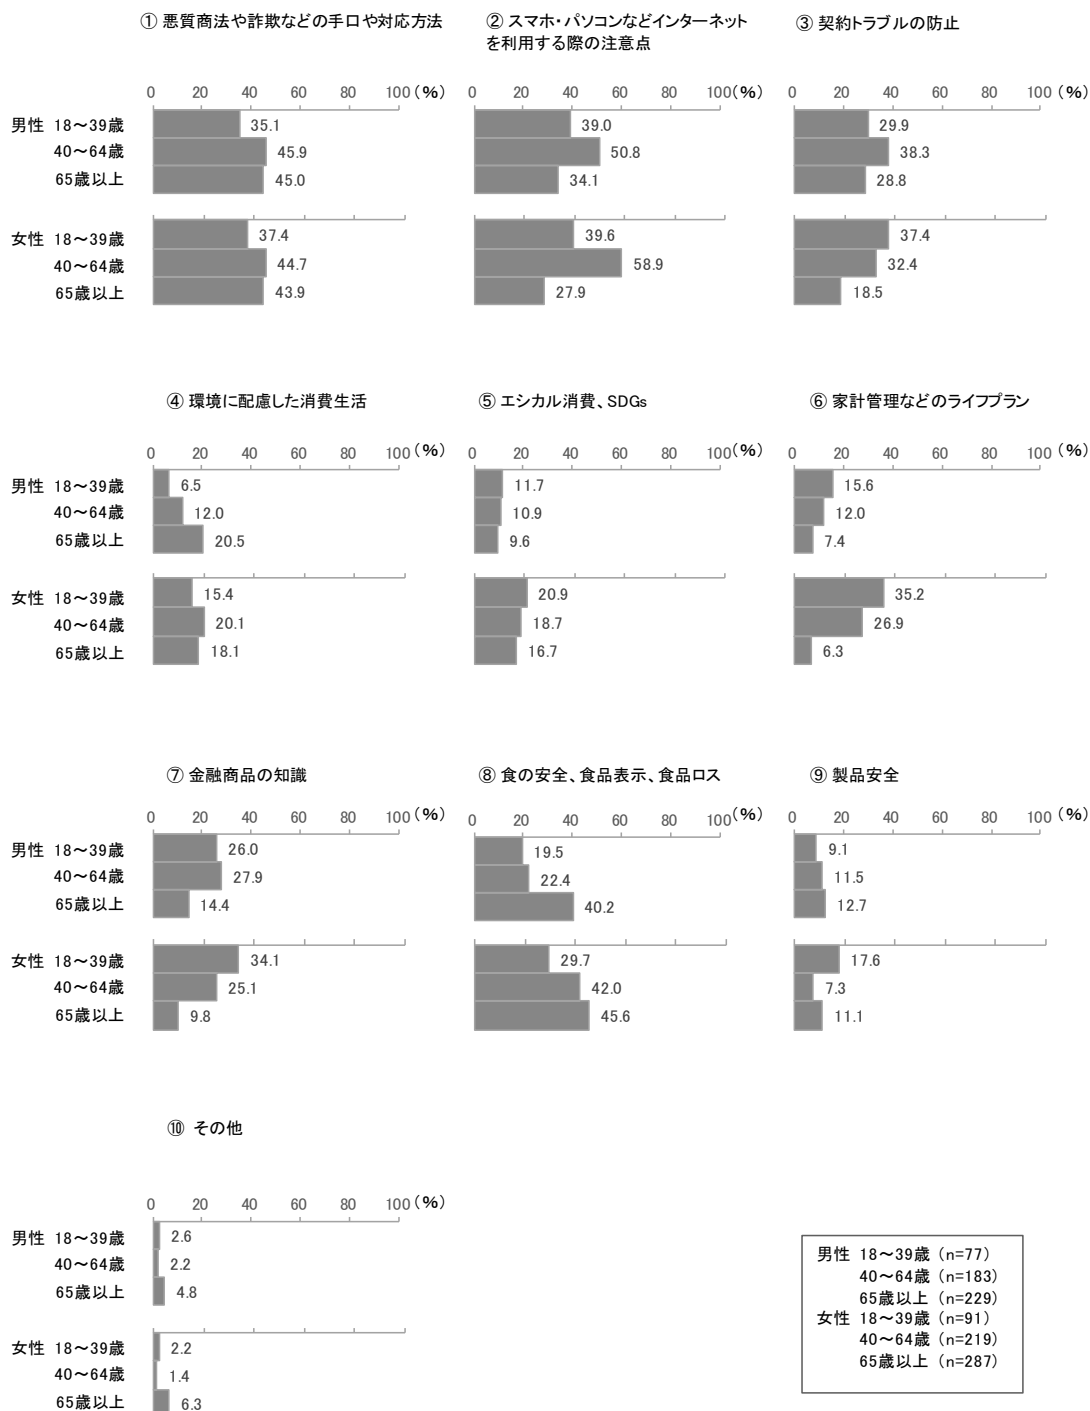 ① 悪質商法や詐欺などの手口や対応方法
0 20 40 60 80 100(%)
男性 18～39歳 35.1
40～64歳 45.9
65歳以上 45.0
女性 18～39歳 37.4
40～64歳 44.7
65歳以上 43.9
② スマホ・パソコンなどインターネット
を利用する際の注意点
0 20 40 60 80 100(%)
39.0
50.8
34.1
39.6
58.9
27.9
③ 契約トラブルの防止
0 20 40 60 80 100(%)
29.9
38.3
28.8
37.4
32.4
18.5
④ 環境に配慮した消費生活
0 20 40 60 80 100(%)
男性 18～39歳 6.5
40～64歳 12.0
65歳以上 20.5
女性 18～39歳 15.4
40～64歳 20.1
65歳以上 18.1
⑤ エシカル消費、SDGs
0 20 40 60 80 100(%)
11.7
10.9
9.6
20.9
18.7
16.7
⑥ 家計管理などのライフプラン
0 20 40 60 80 100(%)
15.6
12.0
7.4
35.2
26.9
6.3
⑦ 金融商品の知識
0 20 40 60 80 100(%)
男性 18～39歳 26.0
40～64歳 27.9
65歳以上 14.4
女性 18～39歳 34.1
40～64歳 25.1
65歳以上 9.8
⑧ 食の安全、食品表示、食品ロス
0 20 40 60 80 100(%)
19.5
22.4
40.2
29.7
42.0
45.6
⑨ 製品安全
0 20 40 60 80 100(%)
9.1
11.5
12.7
17.6
7.3
11.1
⑩ その他
0 20 40 60 80 100(%)
男性 18～39歳 2.6
40～64歳 2.2
65歳以上 4.8
女性 18～39歳 2.2
40～64歳 1.4
65歳以上 6.3
男性 18～39歳 (n=77)
40～64歳 (n=183)
65歳以上 (n=229)
女性 18～39歳 (n=91)
40～64歳 (n=219)
65歳以上 (n=287)